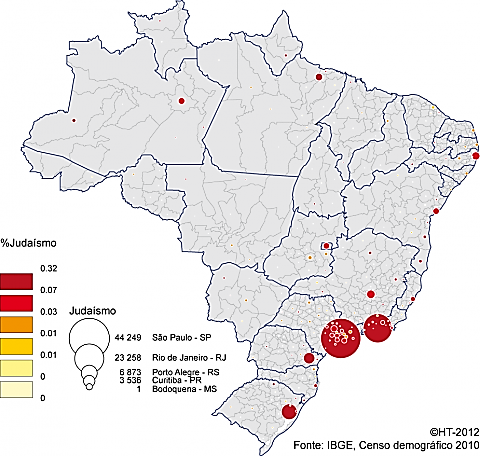 %Judaísmo
0.32
0.07
0.03
0.01
0.01
0
0
Judaísmo
44 249 São Paulo - SP
23 258 Rio de Janeiro - RJ
6 873 Porto Alegre - RS
3 536 Curitiba - PR
1 Bodoquena - MS
©HT-2012
Fonte: IBGE, Censo demográfico 2010